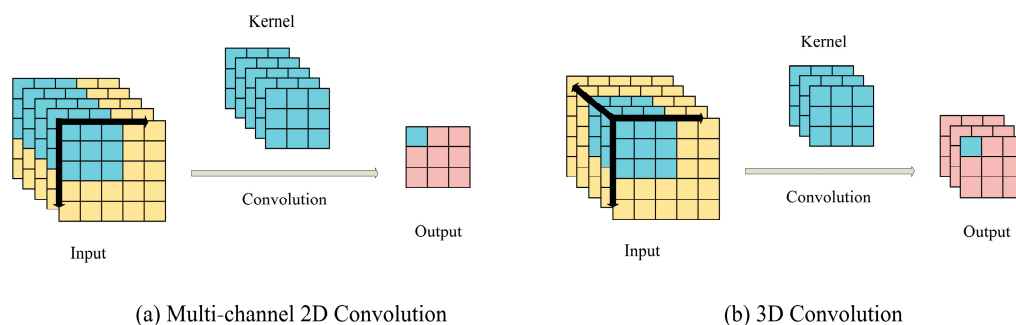 Kernel
Convolution
Input
Output
(a) Multi-channel 2D Convolution
Kernel
Convolution
Input
Output
(b) 3D Convolution